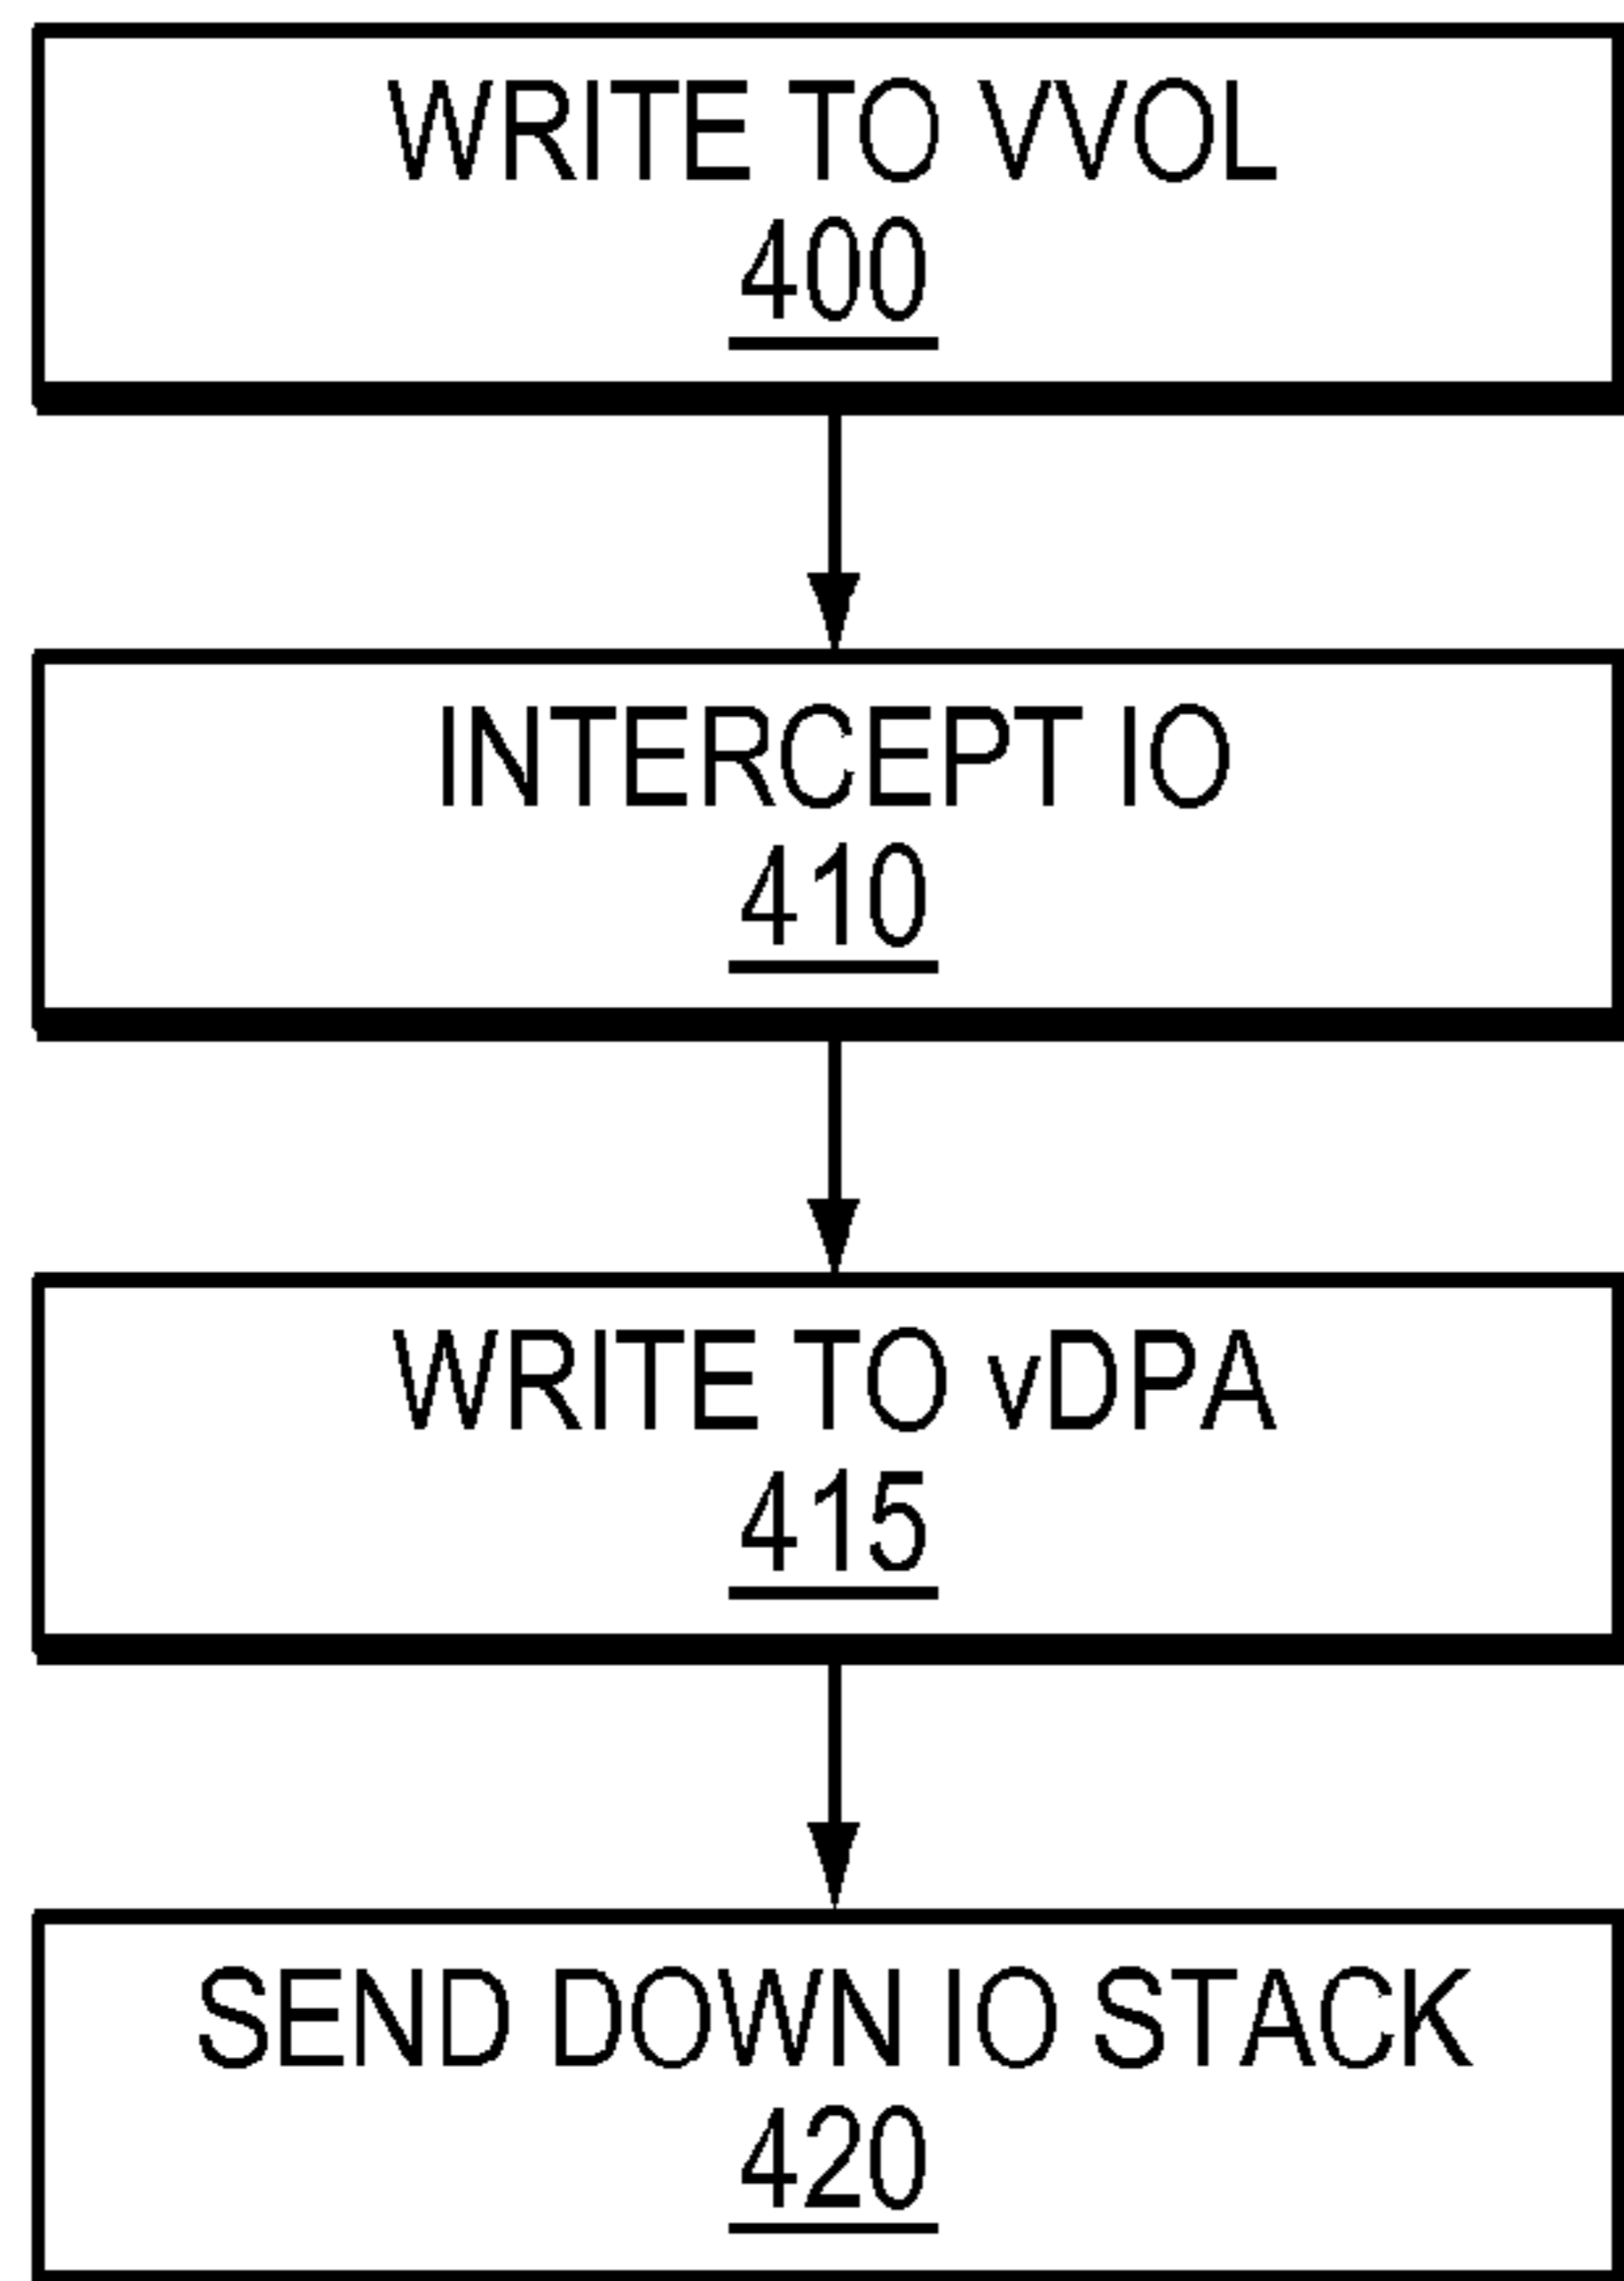 WRITE TO VVOL
400
INTERCEPT IO
410
WRITE TO vDPA
415
SEND DOWN IO STACK
420